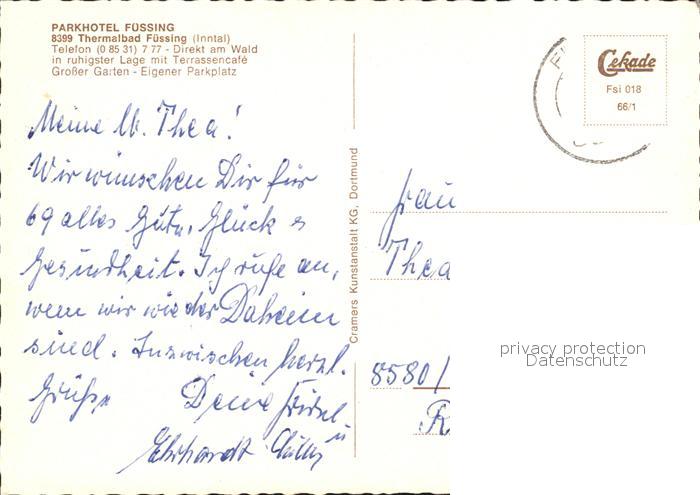 PARKHOTEL FÜSSING
8399 Thermalbad Füssing (Inntal)
Telefon (0 85 31) 7 77 - Direkt am Wald
in ruhigster Lage mit Terrassencafé
Großer Garten - Eigener Parkplatz
Meine lb. Thea!
Wir wünschen Dir für
69 alles Gute, Glück
Gesundheit. Ich rufe an,
wenn wir wieder Daheim
sind. Inzwischen herzl.
Grüße Deine
Ehrhardt
Cramers Kunstanstalt KG, Dortmund
Cekade
Fsi 018
66/1
Frau
Thea
8580/
R
privacy protection
Datenschutz